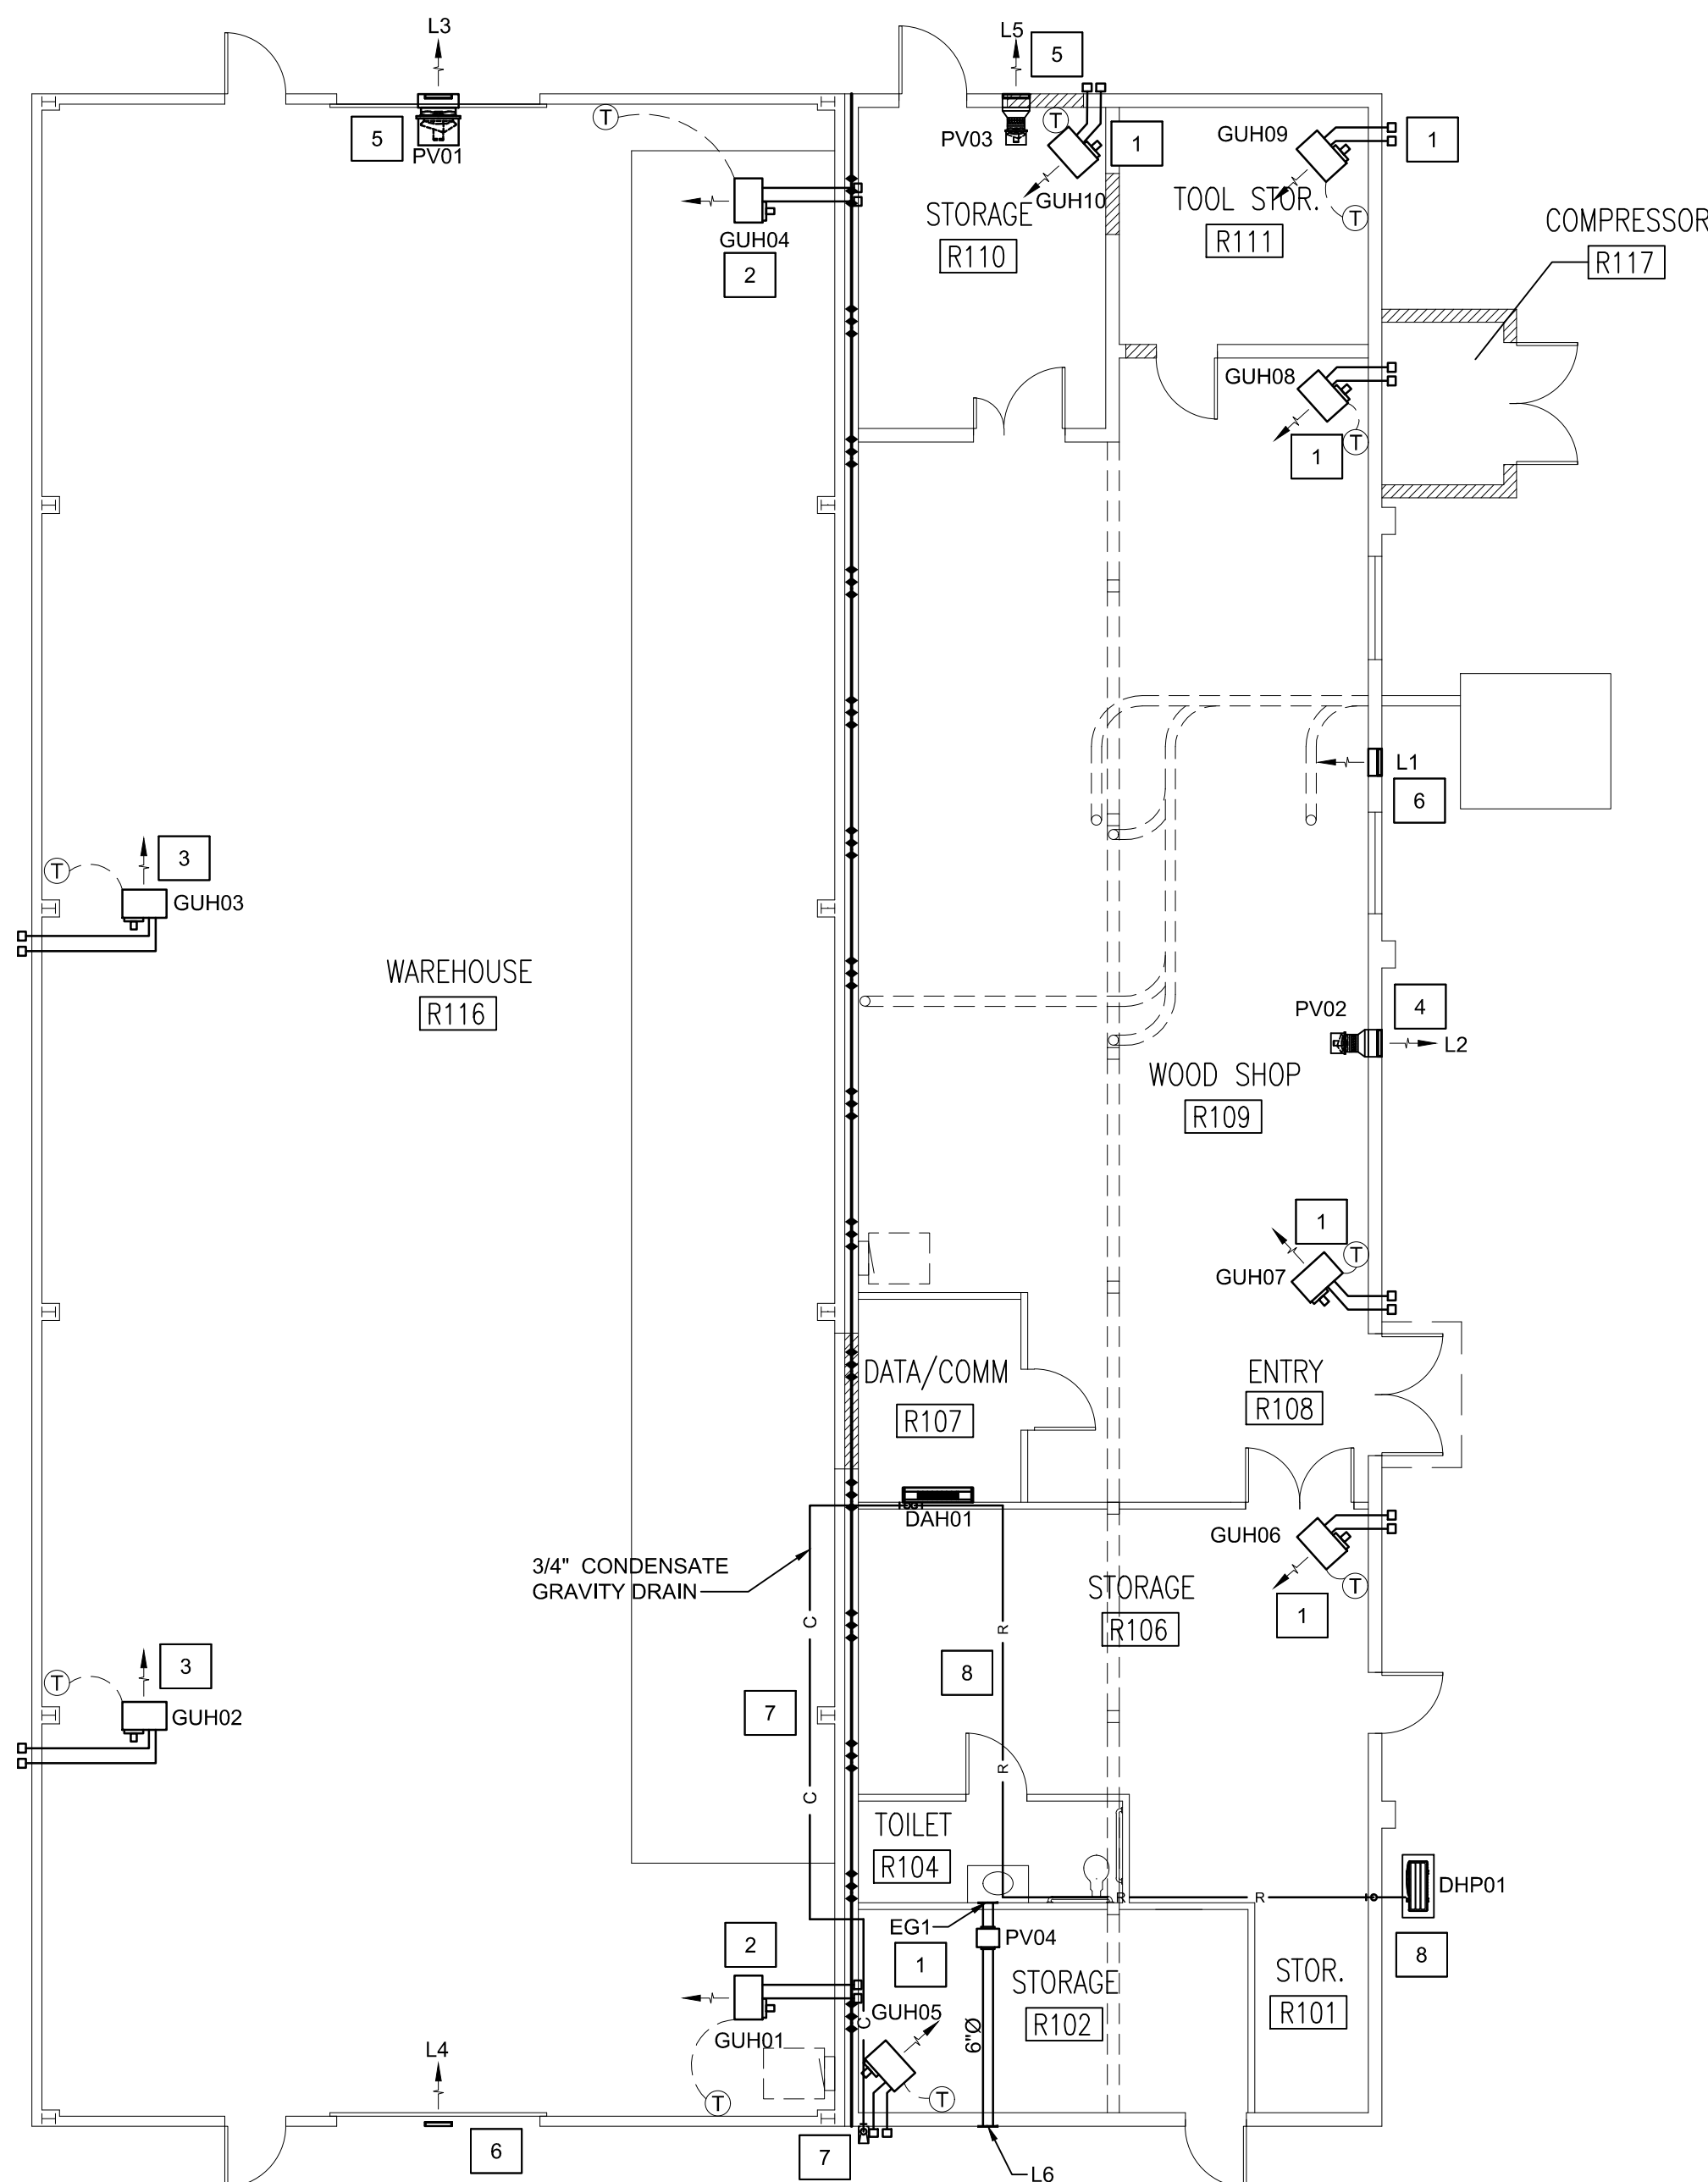 L3
L5
5
5
PV01
T
PV03
T
1
GUH10
GUH09
1
T
STORAGE
R110
TOOL STOR.
R111
COMPRESSOR
R117
GUH04
2
GUH08
1
T
L1
6
T
3
GUH03
WAREHOUSE
R116
PV02
4
L2
WOOD SHOP
R109
1
T
GUH07
DATA/COMM
R107
ENTRY
R108
DAH01
GUH06
T
1
3/4" CONDENSATE
GRAVITY DRAIN
STORAGE
R106
C
R
8
T
3
GUH02
7
R
C
TOILET
R104
R
R
DHP01
8
EG1
PV04
2
1
STORAGE
R102
STOR.
R101
GUH01
GUH05
C
6"Ø
T
T
L4
6
7
L6